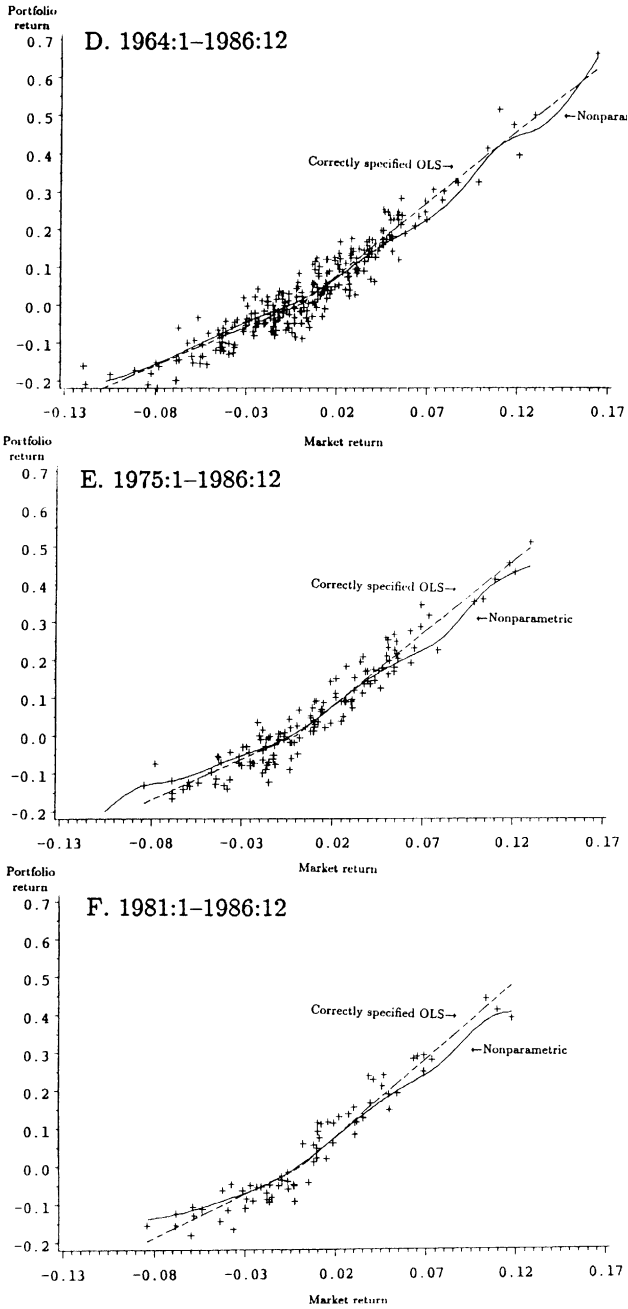 Portfolio
return
D. 1964:1–1986:12
0.7
0.6
←Nonparam
0.5
Correctly specified OLS→
0.4
0.3
0.2
0.1
0.0
-0.1
-0.2
-0.13 -0.08 -0.03 0.02 0.07 0.12 0.17
Market return
Portfolio
return
E. 1975:1–1986:12
0.7
0.6
0.5
Correctly specified OLS→
0.4
←Nonparametric
0.3
0.2
0.1
0.0
-0.1
-0.2
-0.13 -0.08 -0.03 0.02 0.07 0.12 0.17
Market return
Portfolio
return
F. 1981:1–1986:12
0.7
0.6
0.5
Correctly specified OLS→
0.4
←Nonparametric
0.3
0.2
0.1
0.0
-0.1
-0.2
-0.13 -0.08 -0.03 0.02 0.07 0.12 0.17
Market return